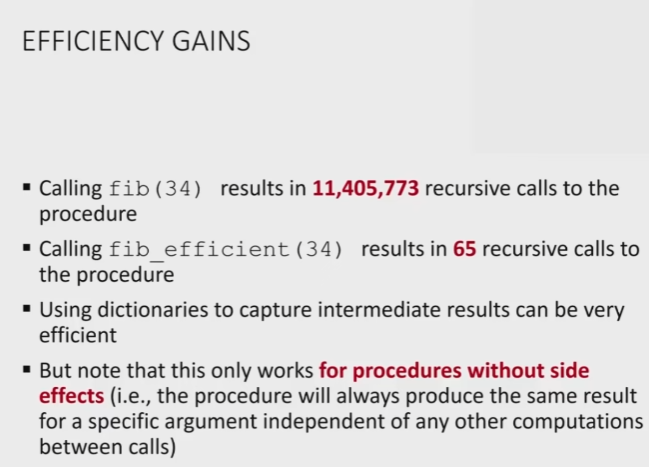 EFFICIENCY GAINS
▪ Calling fib(34) results in 11,405,773 recursive calls to the
procedure
▪ Calling fib_efficient(34) results in 65 recursive calls to
the procedure
▪ Using dictionaries to capture intermediate results can be very
efficient
▪ But note that this only works for procedures without side
effects (i.e., the procedure will always produce the same result
for a specific argument independent of any other computations
between calls)